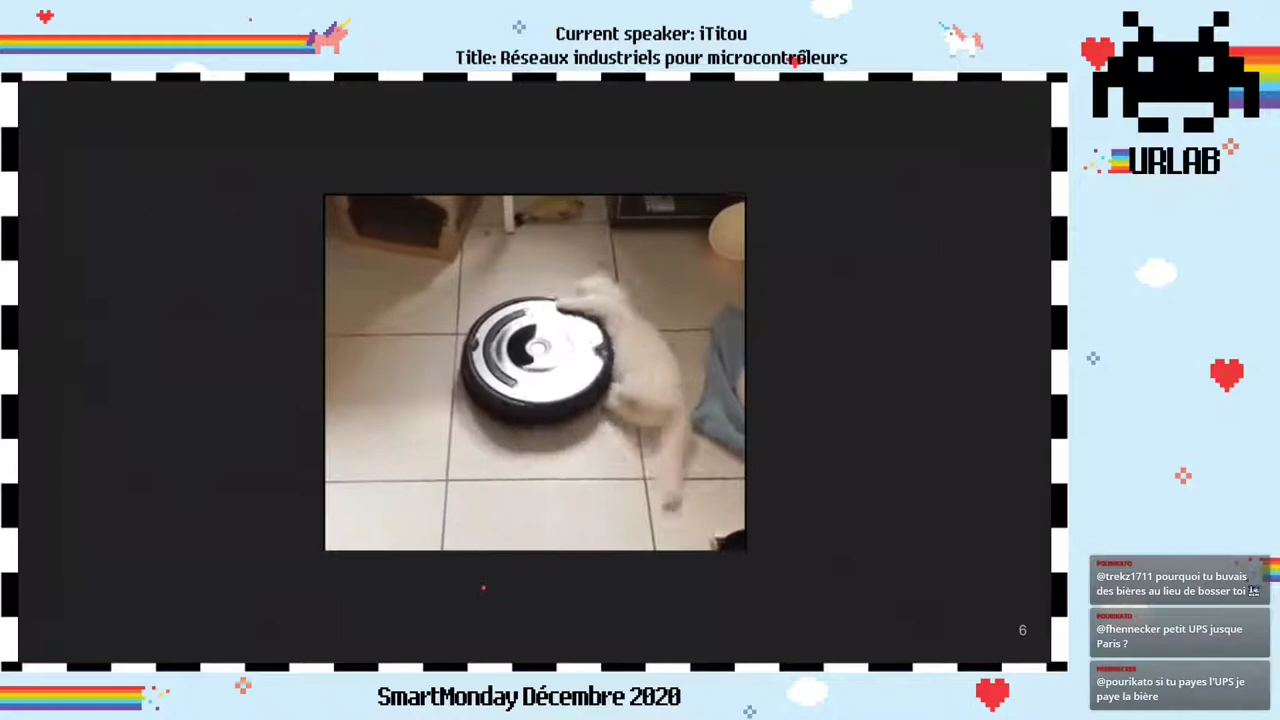 Current speaker: iTitou
Title: Réseaux industriels pour microcontrôleurs
URLAB
6
POURIKATO
@trekz1711 pourquoi tu buvais
des bières au lieu de bosser toi
POURIKATO
@fhennecker petit UPS jusque
Paris ?
@pourikato si tu payes l'UPS je
paye la bière
SmartMonday Décembre 2020